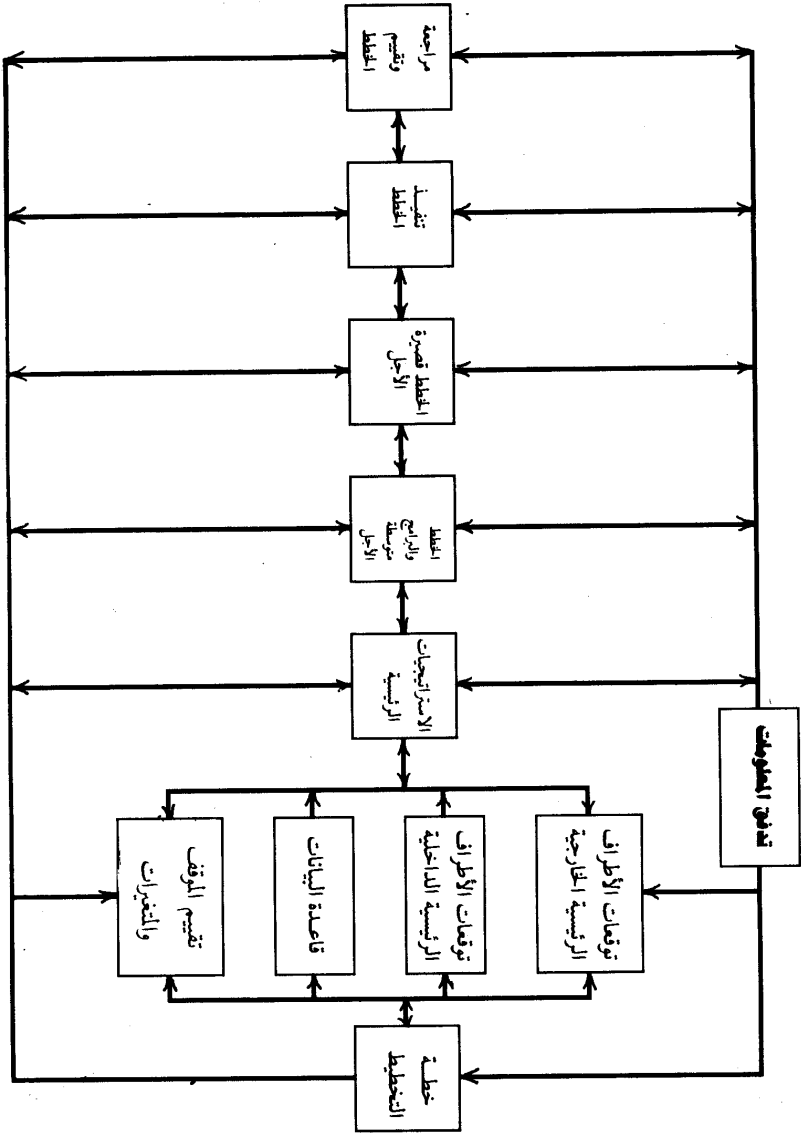 تدفق المعلومات
خطة
التخطيط
توقعات الأطراف
الرئيسية الخارجية
توقعات الأطراف
الرئيسية الداخلية
قاعدة البيانات
تقييم الموقف
والمتغيرات
الاستراتيجيات
الرئيسية
الخطط
والبرامج
متوسطة
الأجل
الخطط قصيرة
الأجل
تنفيذ
الخطط
مراجعة
وتقييم
الخطط